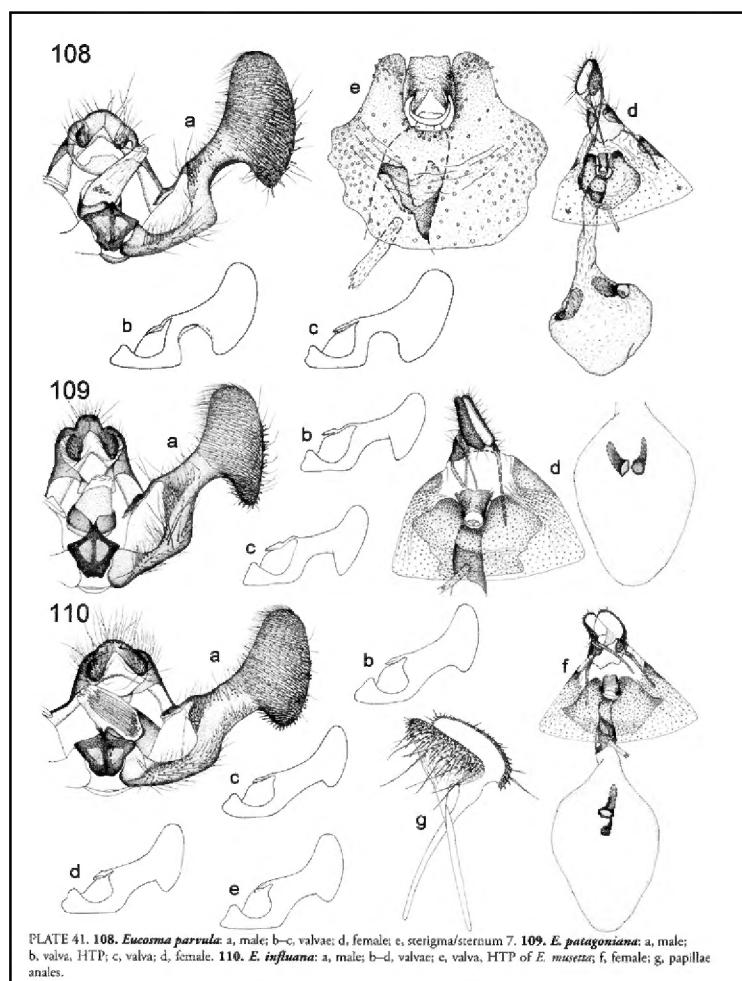 108
a
e
d
b
c
109
a
b
d
c
110
a
b
f
c
g
d
e
PLATE 41. 108. Eucosma parvula: a, male; b–c, valvae; d, female; e, sterigma/sternum 7. 109. E. patagoniana: a, male;
b, valva, HTP; c, valva; d, female. 110. E. influana: a, male; b–d, valvae; e, valva, HTP of E. musetta; f, female; g, papillae
anales.